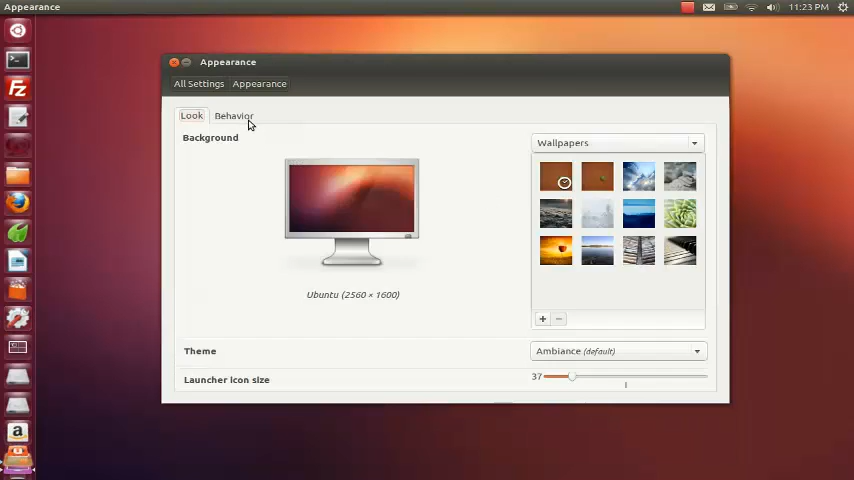 Appearance
11:23 PM
Appearance
All Settings Appearance
Look Behavior
Background
Wallpapers
Ubuntu (2560 × 1600)
Theme
Ambiance (default)
Launcher icon size
37
Fz
a